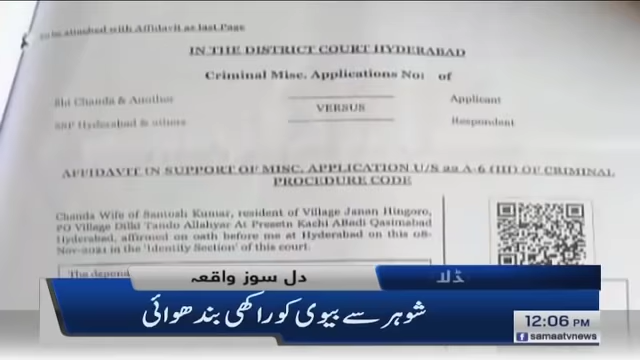 to be attached with Affidavit as last Page
IN THE DISTRICT COURT HYDERABAD
Criminal Misc. Applications No: of
Sht Chanda & Another Applicant
VERSUS
SSP Hyderabad & others Respondent
AFFIDAVIT IN SUPPORT OF MISC. APPLICATION U/S 22 A-6 (III) OF CRIMINAL
PROCEDURE CODE
Chanda Wife of Santosh Kumar, resident of Village Janan Hingoro,
PO Village Dilki Tando Allahyar At Presetn Kachi ABadi Qasimabad
Hyderabad, affirmed on oath before me at Hyderabad on this 08-
Nov-2021 in the 'Identity Section' of this court.
The depon
دل سوز واقعہ
شوہر سے بیوی کو راکھی بندھوائی
12:06 PM
samaatvnews